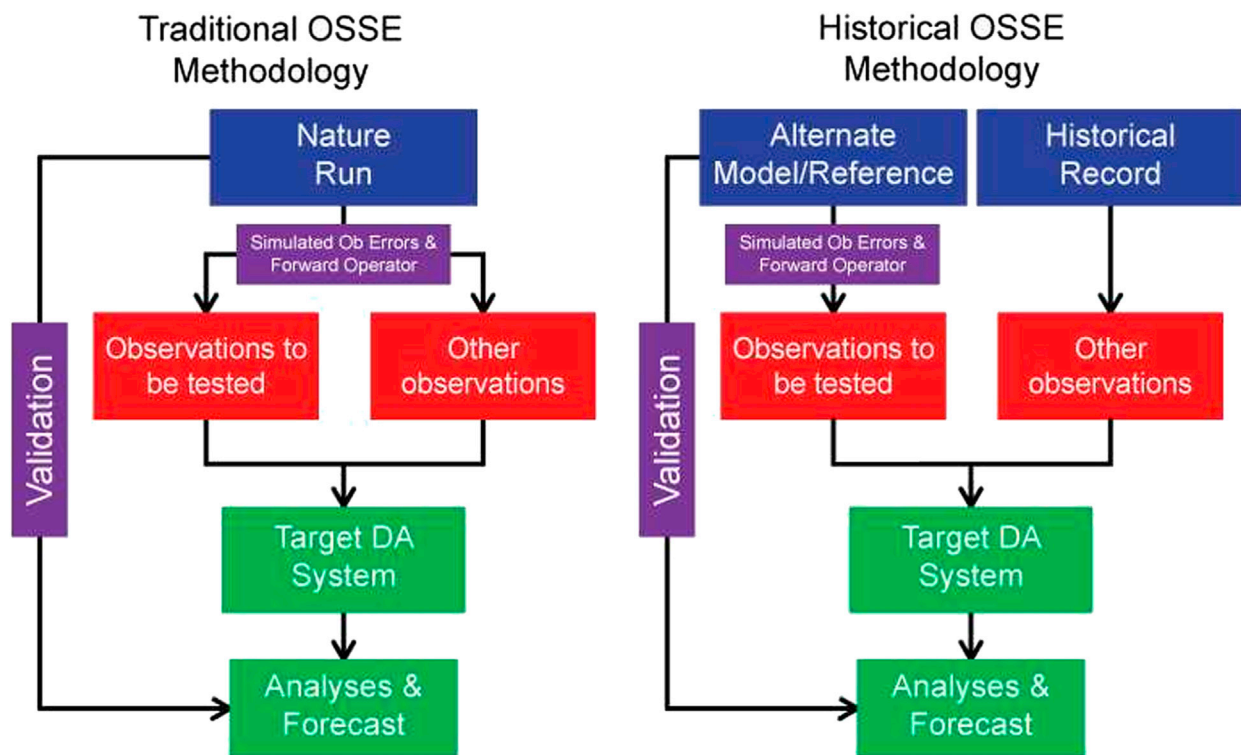 Traditional OSSE
Methodology
Nature
Run
Simulated Ob Errors &
Forward Operator
Observations to
be tested
Other
observations
Validation
Target DA
System
Analyses &
Forecast
Historical OSSE
Methodology
Alternate
Model/Reference
Historical
Record
Simulated Ob Errors &
Forward Operator
Observations to
be tested
Other
observations
Validation
Target DA
System
Analyses &
Forecast